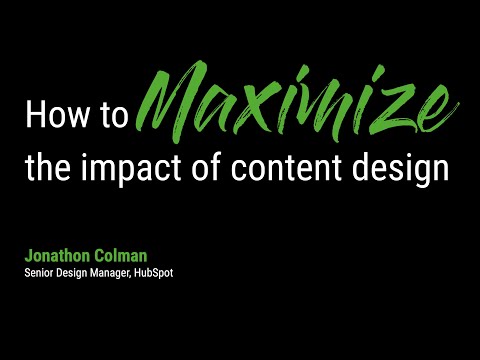 How to Maximize
the impact of content design
Jonathon Colman
Senior Design Manager, HubSpot